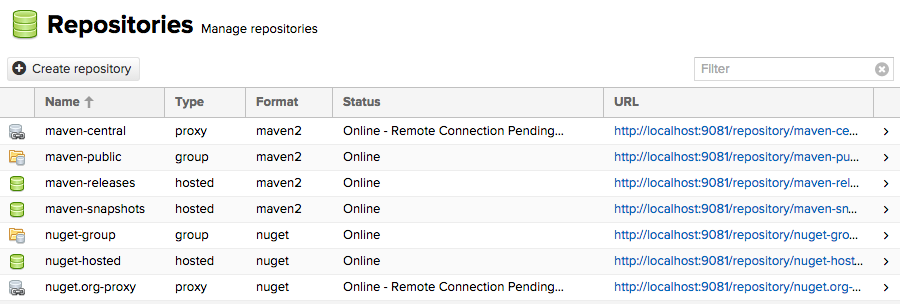 Repositories Manage repositories
Create repository Filter
Name Type Format Status URL
maven-central proxy maven2 Online - Remote Connection Pending... http://localhost:9081/repository/maven-ce...
maven-public group maven2 Online http://localhost:9081/repository/maven-pu...
maven-releases hosted maven2 Online http://localhost:9081/repository/maven-rel...
maven-snapshots hosted maven2 Online http://localhost:9081/repository/maven-sn...
nuget-group group nuget Online http://localhost:9081/repository/nuget-gro...
nuget-hosted hosted nuget Online http://localhost:9081/repository/nuget-host...
nuget.org-proxy proxy nuget Online - Remote Connection Pending... http://localhost:9081/repository/nuget.org-...